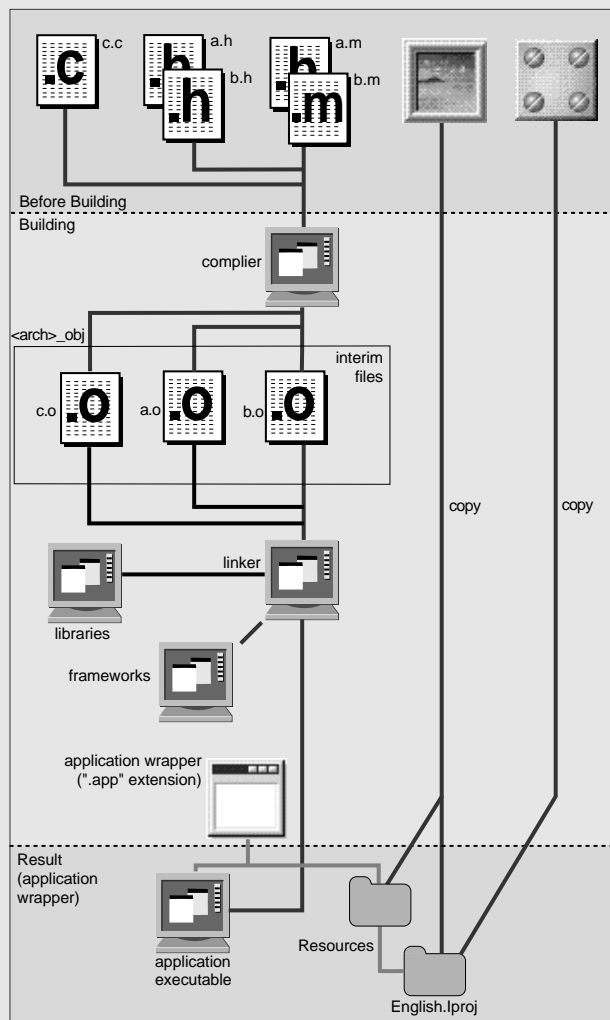 c.c
a.h
a.m
.c
.h
.h
b.h
b.m
.h
.m
Before Building
Building
complier
<arch>_obj
interim
files
c.o
.o
a.o
.o
b.o
.o
copy
copy
linker
libraries
frameworks
application wrapper
(".app" extension)
Result
(application
wrapper)
Resources
application
executable
English.lproj